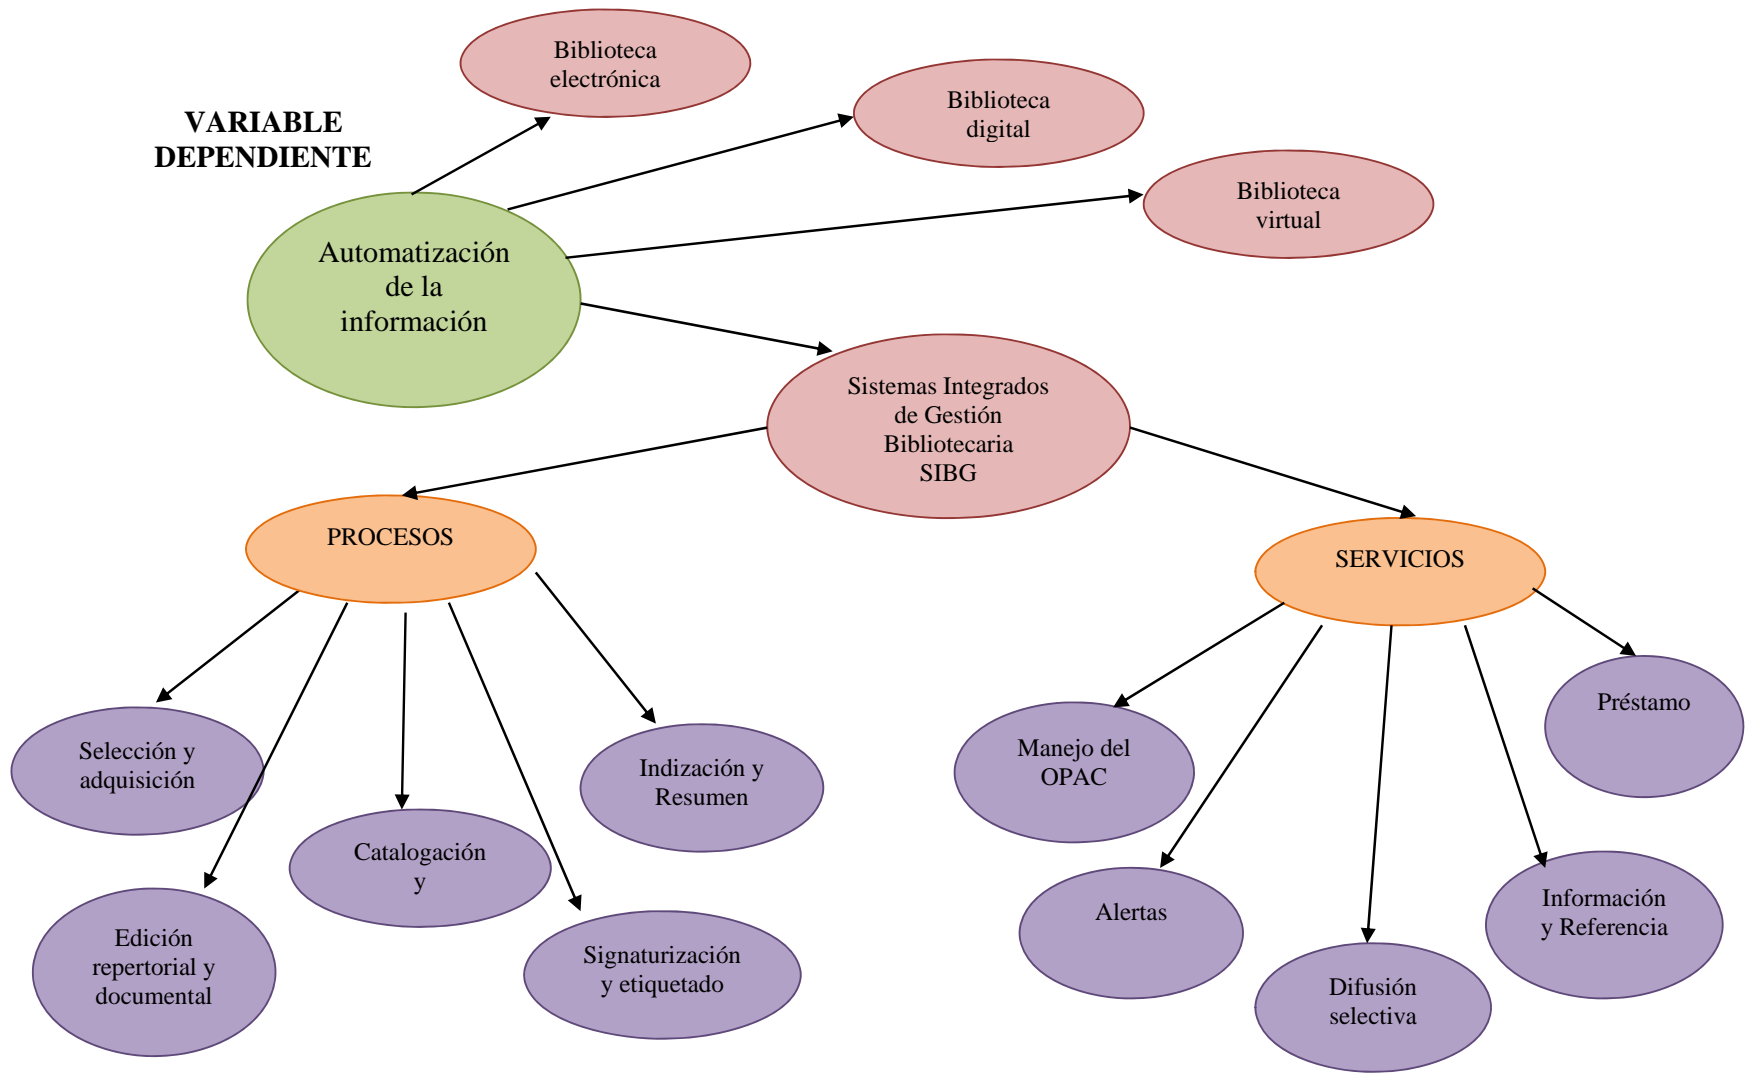 Biblioteca
electrónica
Biblioteca
digital
VARIABLE
DEPENDIENTE
Biblioteca
virtual
Automatización
de la
información
Sistemas Integrados
de Gestión
Bibliotecaria
SIBG
PROCESOS
SERVICIOS
Selección y
adquisición
Indización y
Resumen
Catalogación
y
Edición
repertorial y
documental
Signaturización
y etiquetado
Préstamo
Manejo del
OPAC
Alertas
Información
y Referencia
Difusión
selectiva